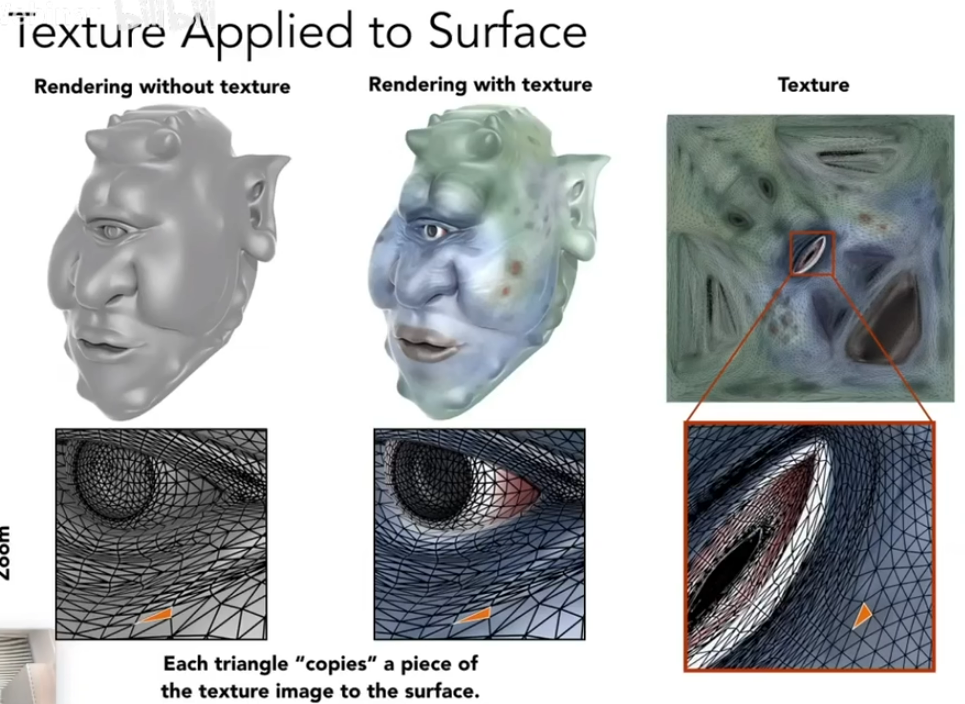 Texture Applied to Surface
Rendering without texture
Rendering with texture
Texture
Zoom
Each triangle “copies” a piece of
the texture image to the surface.